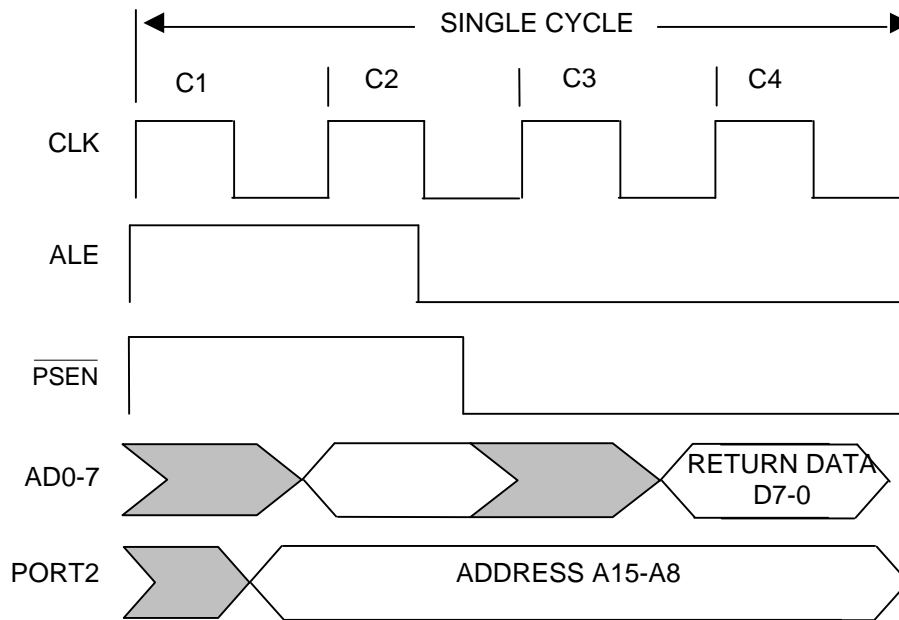 SINGLE CYCLE
C1 C2 C3 C4
CLK
ALE
PSEN
AD0-7
RETURN DATA
D7-0
PORT2
ADDRESS A15-A8